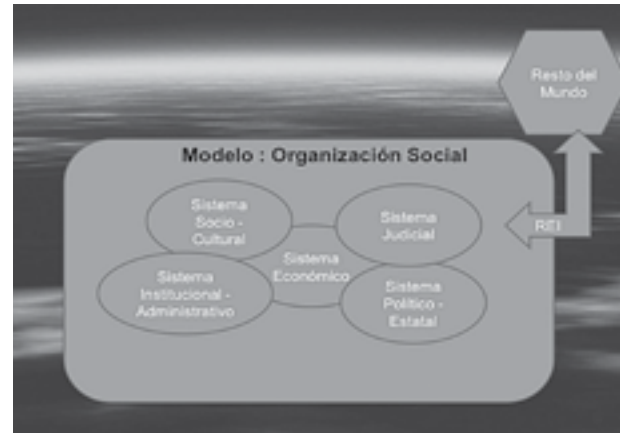 Resto del
Mundo
Modelo : Organización Social
Sistema
Socio -
Cultural
Sistema
Judicial
REI
Sistema
Económico
Sistema
Institucional -
Administrativo
Sistema
Político -
Estatal